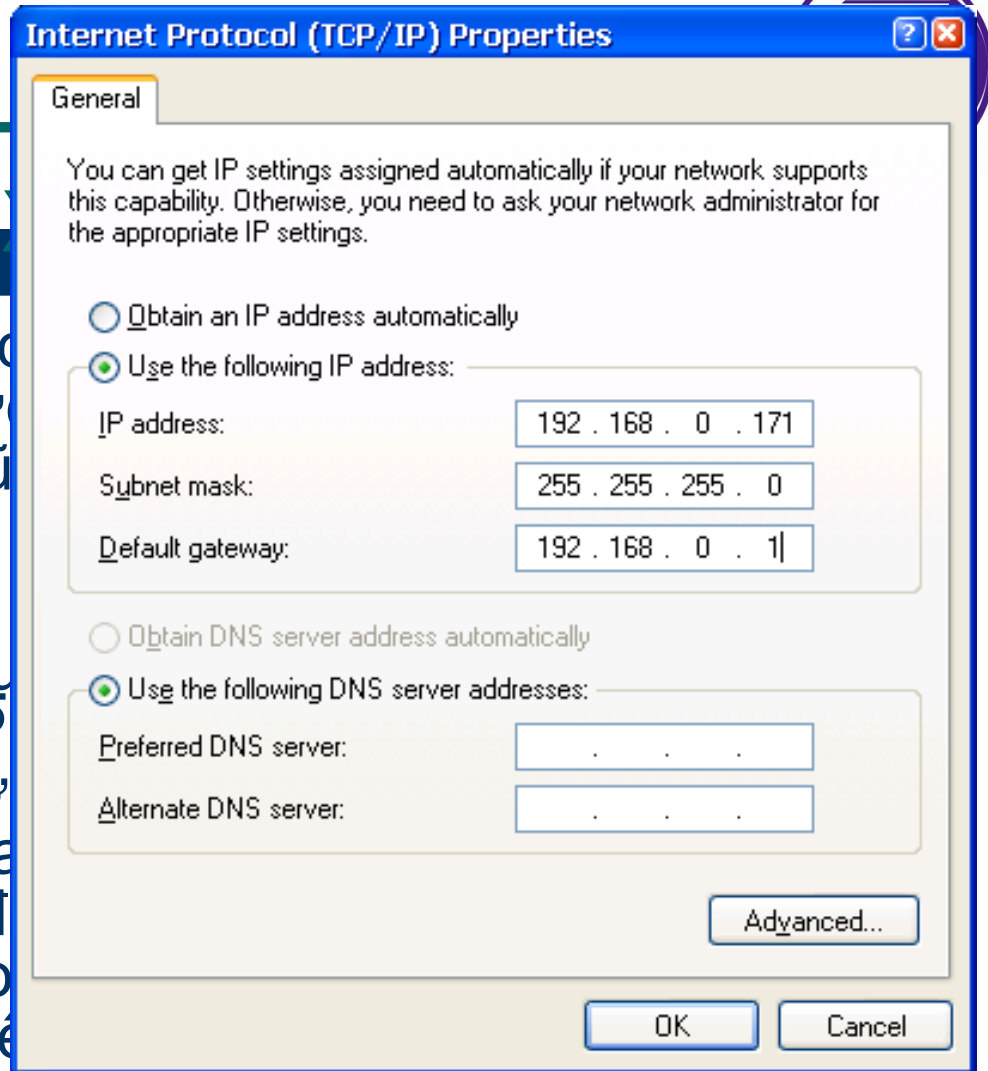 Internet Protocol (TCP/IP) Properties
General
You can get IP settings assigned automatically if your network supports
this capability. Otherwise, you need to ask your network administrator for
the appropriate IP settings.
Obtain an IP address automatically
Use the following IP address:
IP address: 192 . 168 . 0 . 171
Subnet mask: 255 . 255 . 255 . 0
Default gateway: 192 . 168 . 0 . 1
Obtain DNS server address automatically
Use the following DNS server addresses:
Preferred DNS server: . . .
Alternate DNS server: . . .
Advanced...
OK Cancel